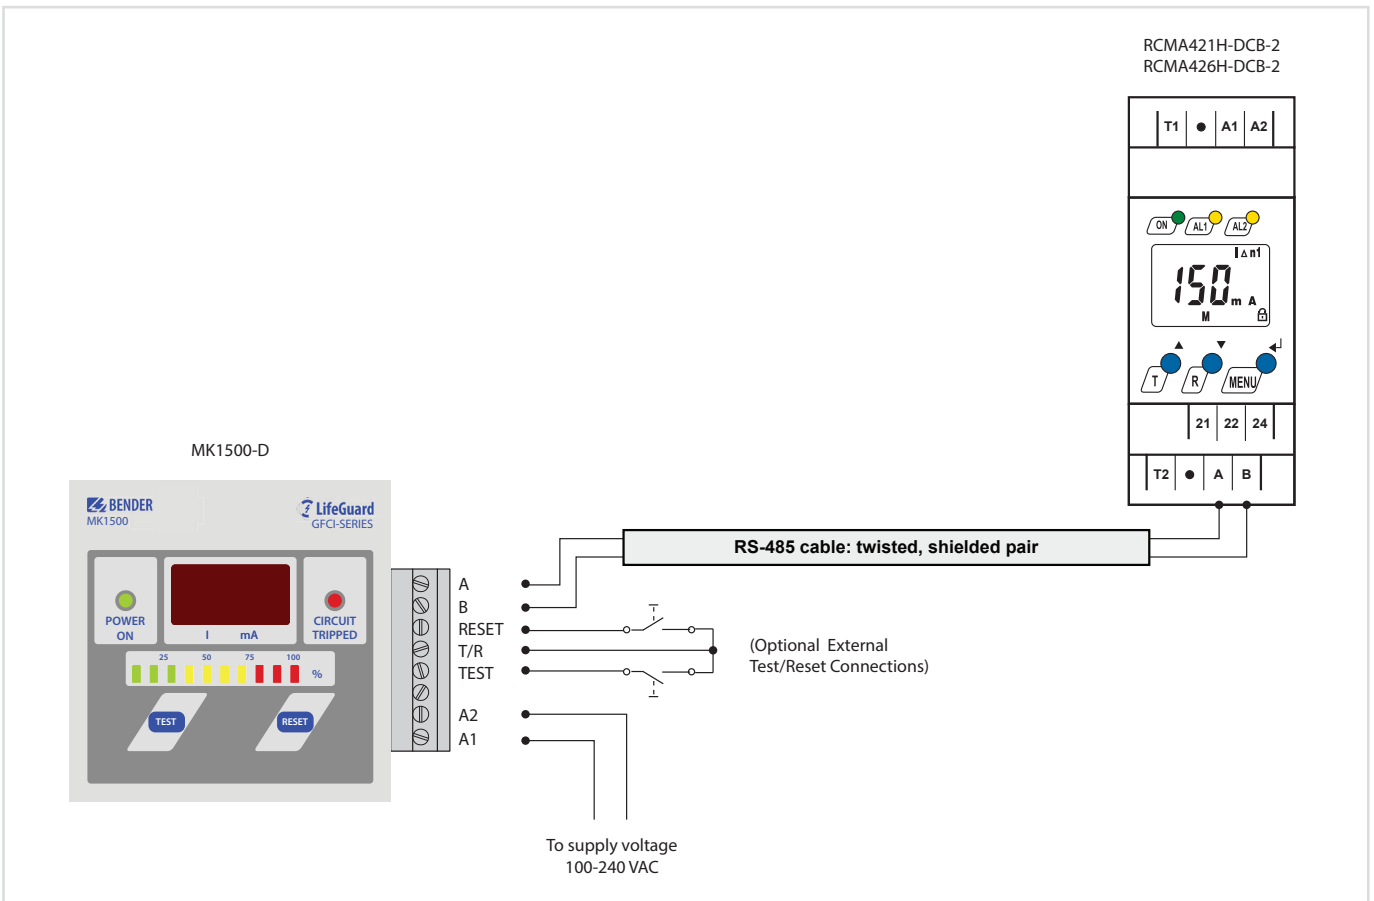 RCMA421H-DCB-2
RCMA426H-DCB-2
T1 A1 A2
ON AL1 AL2
I Δ n1
150 m A
M
T R MENU
21 22 24
T2 A B
MK1500-D
BENDER
MK1500
LifeGuard
GFCI-SERIES
POWER
ON
I mA
CIRCUIT
TRIPPED
25 50 75 100
%
TEST RESET
A
B
RESET
T/R
TEST
A2
A1
RS-485 cable: twisted, shielded pair
(Optional External
Test/Reset Connections)
To supply voltage
100-240 VAC